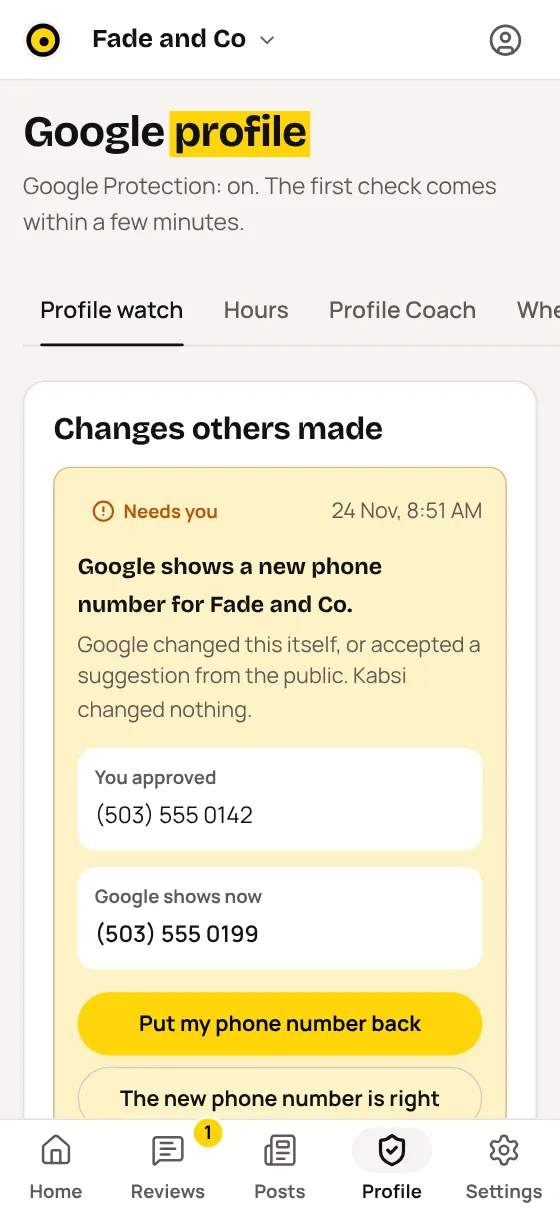 Fade and Co
Google profile
Google Protection: on. The first check comes
within a few minutes.
Profile watch Hours Profile Coach Whe
Changes others made
Needs you 24 Nov, 8:51 AM
Google shows a new phone
number for Fade and Co.
Google changed this itself, or accepted a
suggestion from the public. Kabsi
changed nothing.
You approved
(503) 555 0142
Google shows now
(503) 555 0199
Put my phone number back
The new phone number is right
1
Home Reviews Posts Profile Settings